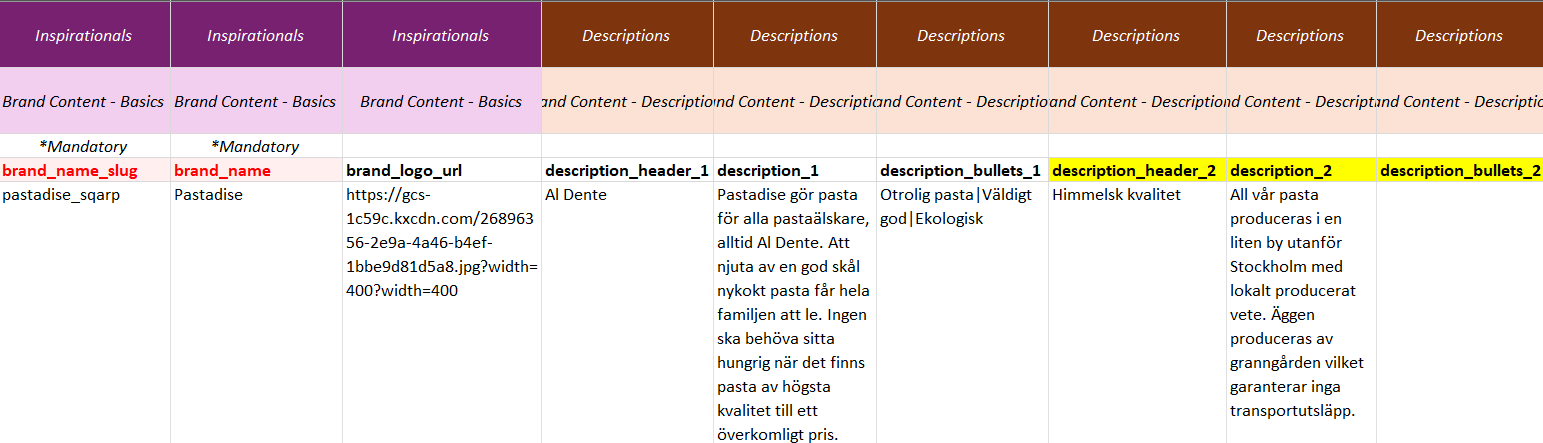 Inspirationals Inspirationals Inspirationals Descriptions Descriptions Descriptions Descriptions Descriptions Descriptions
Brand Content - Basics Brand Content - Basics Brand Content - Basics and Content - Descriptio nd Content - Descriptic and Content - Descriptio and Content - Description nd Content - Descript and Content - Descriptio
*Mandatory *Mandatory
brand_name_slug brand_name brand_logo_url description_header_1 description_1 description_bullets_1 description_header_2 description_2 description_bullets_2
pastadise_sqarp
Pastadise
https://gcs-
1c59c.kxcdn.com/268963
56-2e9a-4a46-b4ef-
1bbe9d81d5a8.jpg?width=
400?width=400
Al Dente
Pastadise gör pasta
för alla pastaälskare,
alltid Al Dente. Att
njuta av en god skål
nykokt pasta får hela
familjen att le. Ingen
ska behöva sitta
hungrig när det finns
pasta av högsta
kvalitet till ett
överkomligt pris.
Otrolig pasta|Väldigt
god|Ekologisk
Himmelsk kvalitet
All vår pasta
produceras i en
liten by utanför
Stockholm med
lokalt producerat
vete. Äggen
produceras av
granngården vilket
garanterar inga
transportutsläpp.